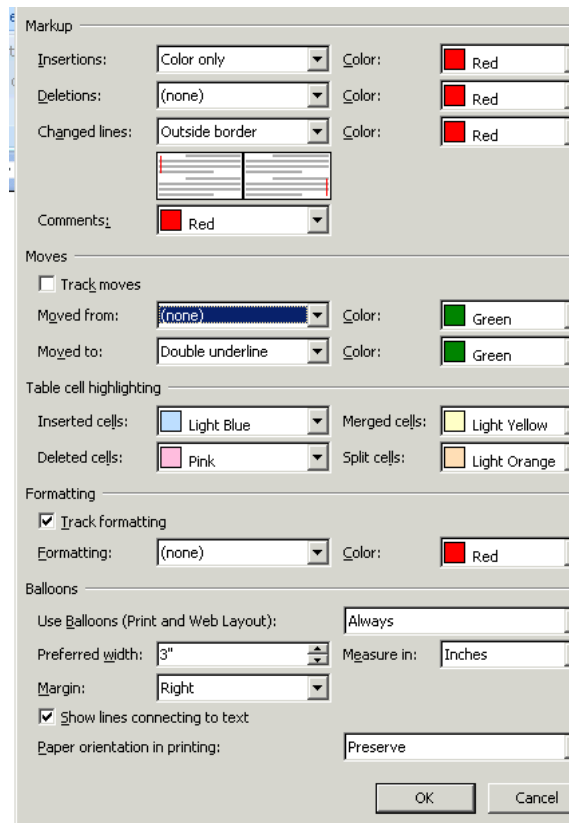 Markup
Insertions: Color only Color: Red
Deletions: (none) Color: Red
Changed lines: Outside border Color: Red
Comments: Red
Moves
Track moves
Moved from: (none) Color: Green
Moved to: Double underline Color: Green
Table cell highlighting
Inserted cells: Light Blue Merged cells: Light Yellow
Deleted cells: Pink Split cells: Light Orange
Formatting
Track formatting
Formatting: (none) Color: Red
Balloons
Use Balloons (Print and Web Layout): Always
Preferred width: 3" Measure in: Inches
Margin: Right
Show lines connecting to text
Paper orientation in printing: Preserve
OK Cancel